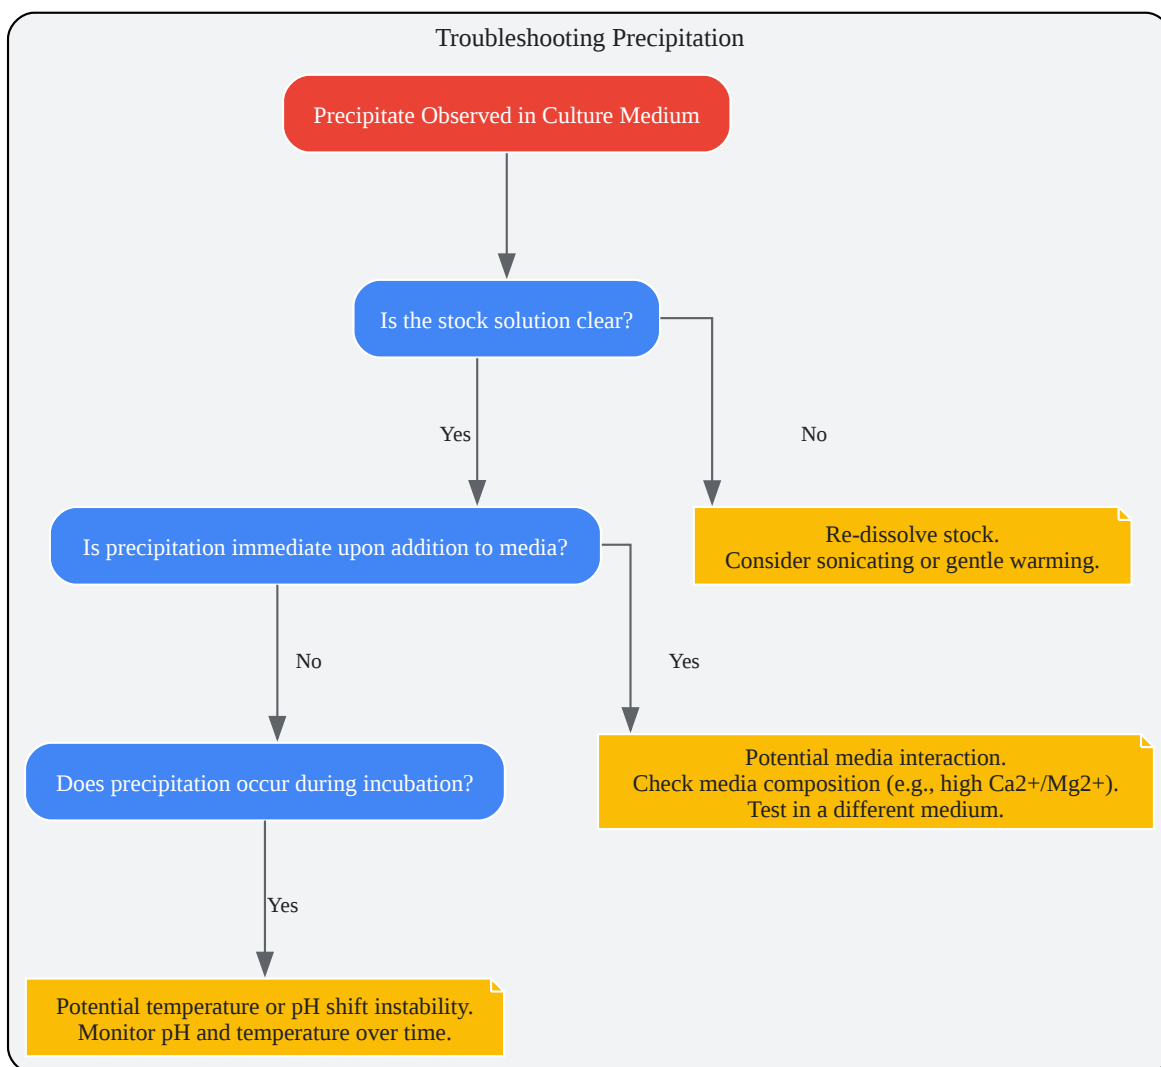 Troubleshooting Precipitation
Precipitate Observed in Culture Medium
Is the stock solution clear?
Yes
No
Is precipitation immediate upon addition to media?
Re-dissolve stock.
Consider sonicating or gentle warming.
No
Yes
Does precipitation occur during incubation?
Potential media interaction.
Check media composition (e.g., high Ca2+/Mg2+).
Test in a different medium.
Yes
Potential temperature or pH shift instability.
Monitor pH and temperature over time.